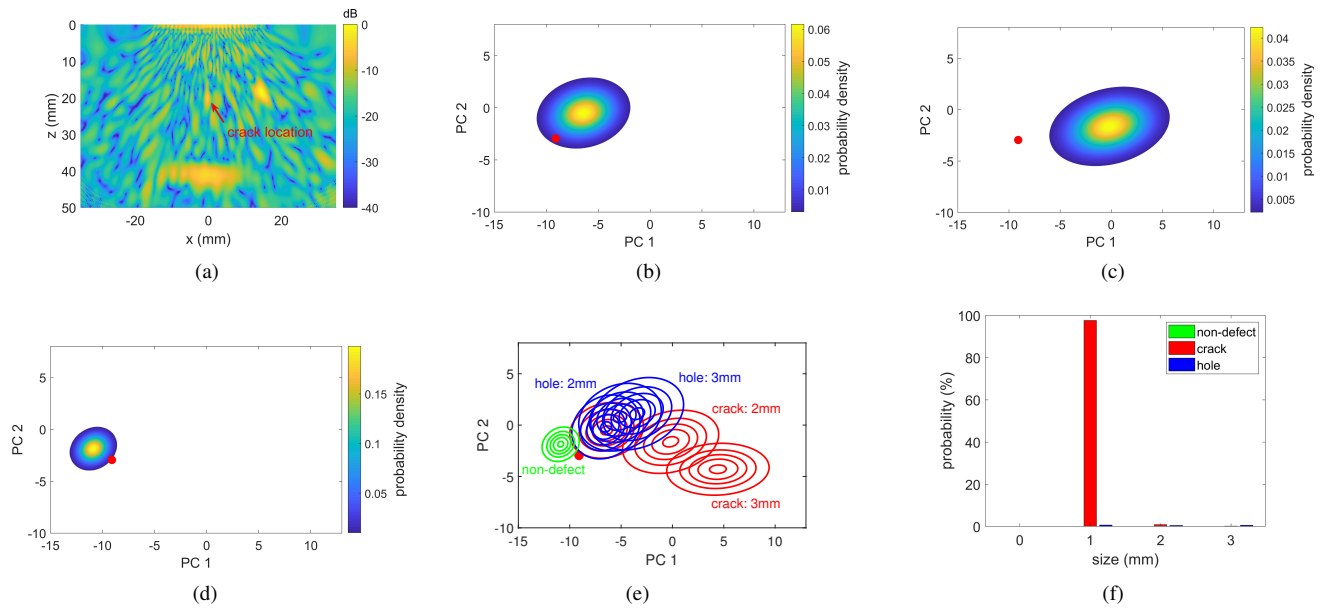 dB
0
10
20
30
40
50
z (mm)
-20
0
20
x (mm)
0
-10
-20
-30
-40
crack location
(a)
5
0
-5
-10
PC 2
-15
-10
-5
0
5
10
PC 1
0.06
0.05
0.04
0.03
0.02
0.01
probability density
(b)
5
0
-5
-10
PC 2
-15
-10
-5
0
5
10
PC 1
0.04
0.035
0.03
0.025
0.02
0.015
0.01
0.005
probability density
(c)
5
0
-5
-10
PC 2
-15
-10
-5
0
5
10
PC 1
0.15
0.1
0.05
probability density
(d)
5
0
-5
-10
PC 2
-15
-10
-5
0
5
10
PC 1
hole: 2mm
hole: 3mm
crack: 2mm
non-defect
crack: 3mm
(e)
100
80
60
40
20
0
probability (%)
0
1
2
3
size (mm)
non-defect
crack
hole
(f)